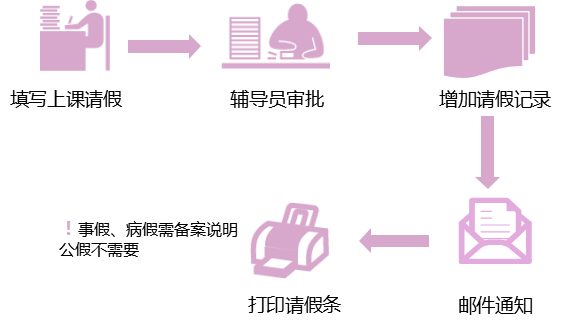 填写上课请假
辅导员审批
增加请假记录
！事假、病假需备案说明
公假不需要
打印请假条
邮件通知